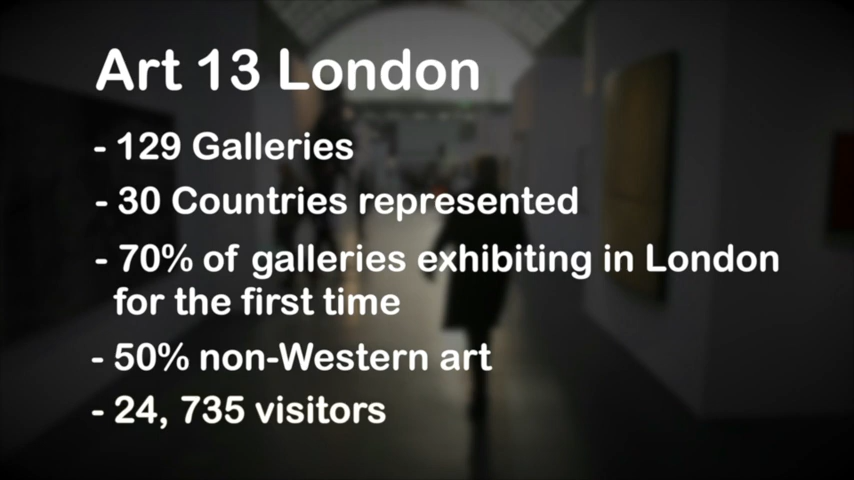 Art 13 London
- 129 Galleries
- 30 Countries represented
- 70% of galleries exhibiting in London
for the first time
- 50% non-Western art
- 24, 735 visitors